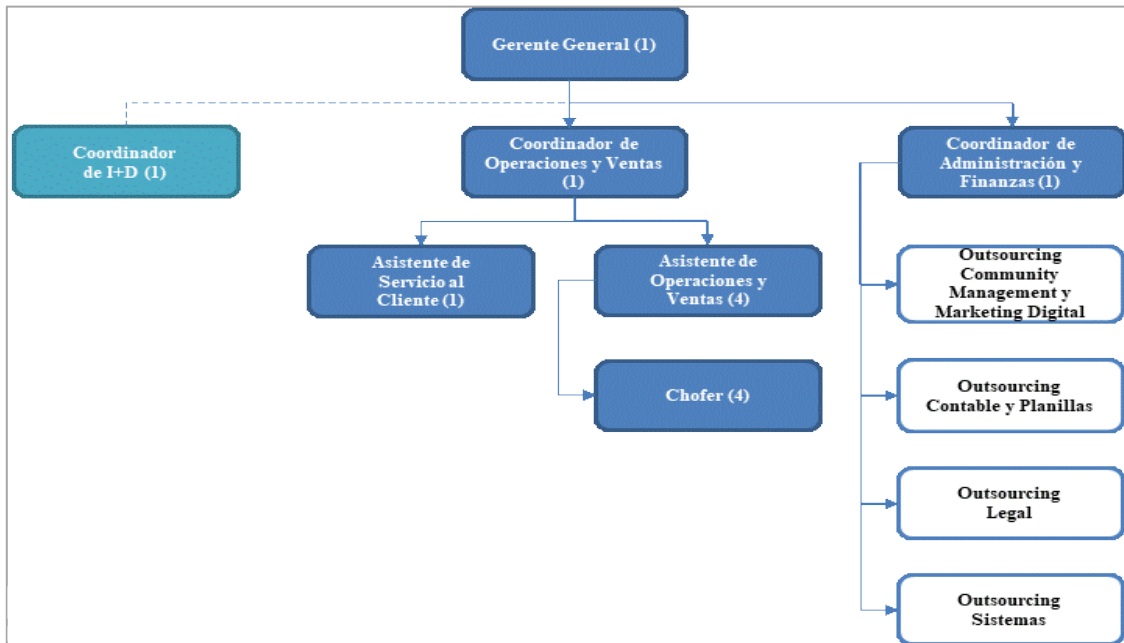 Gerente General (1)
Coordinador
de I+D (1)
Coordinador de
Operaciones y Ventas
(1)
Coordinador de
Administración y
Finanzas (1)
Asistente de
Servicio al
Cliente (1)
Asistente de
Operaciones y
Ventas (4)
Outsourcing
Community
Management y
Marketing Digital
Chofer (4)
Outsourcing
Contable y Planillas
Outsourcing
Legal
Outsourcing
Sistemas